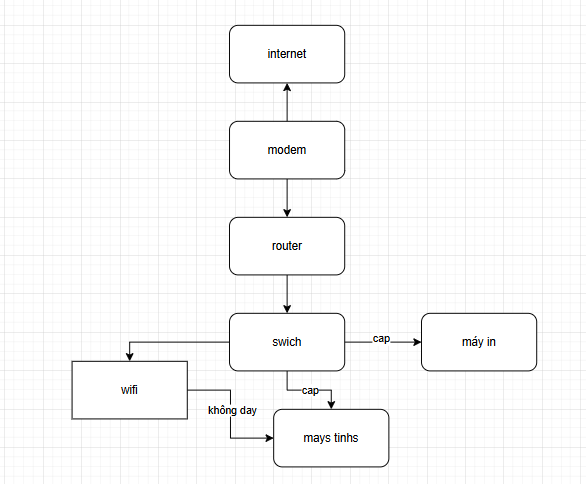 internet
modem
router
swich
cap
máy in
wifi
cap
không day
mays tinhs